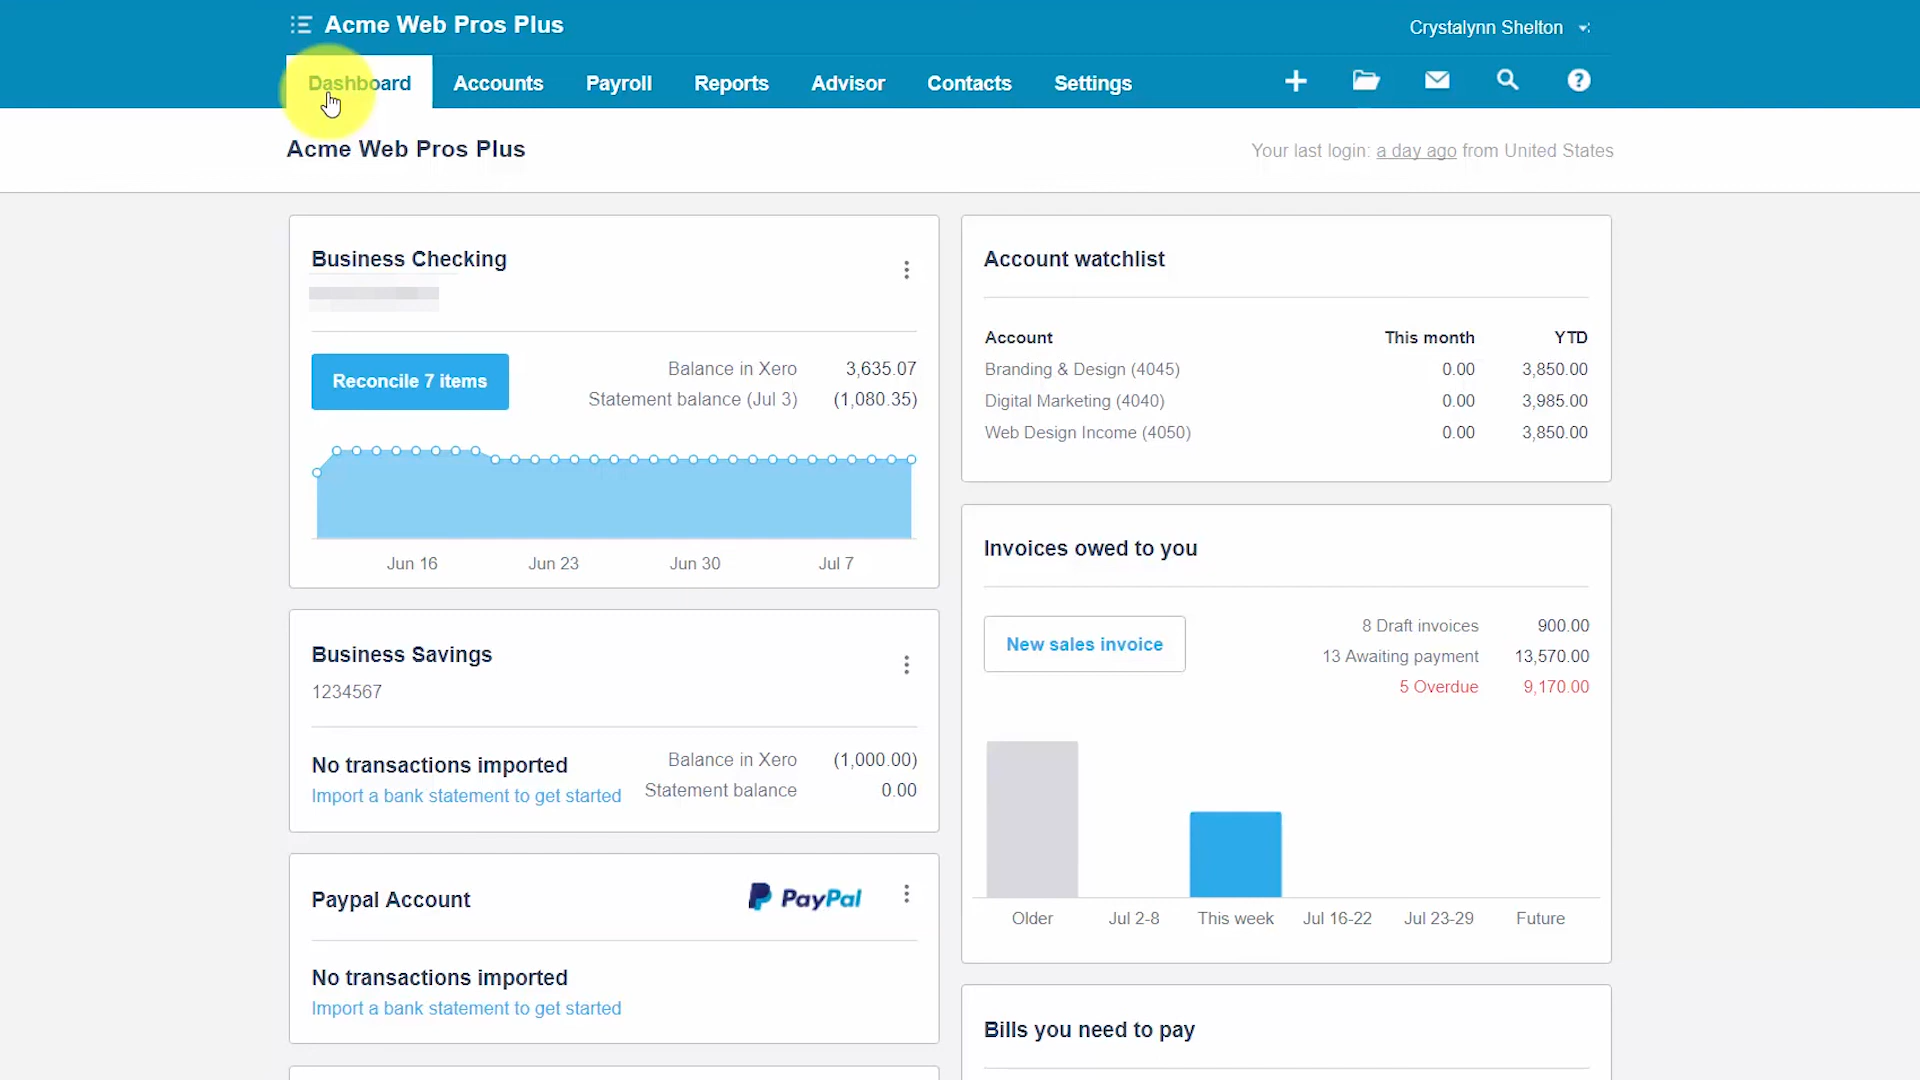 Acme Web Pros Plus
Crystalynn Shelton
Dashboard Accounts Payroll Reports Advisor Contacts Settings
Acme Web Pros Plus
Your last login: a day ago from United States
Business Checking
Reconcile 7 items
Balance in Xero 3,635.07
Statement balance (Jul 3) (1,080.35)
Jun 16 Jun 23 Jun 30 Jul 7
Business Savings
1234567
No transactions imported
Import a bank statement to get started
Balance in Xero (1,000.00)
Statement balance 0.00
Paypal Account
PayPal
No transactions imported
Import a bank statement to get started
Account watchlist
Account This month YTD
Branding & Design (4045) 0.00 3,850.00
Digital Marketing (4040) 0.00 3,985.00
Web Design Income (4050) 0.00 3,850.00
Invoices owed to you
New sales invoice
8 Draft invoices 900.00
13 Awaiting payment 13,570.00
5 Overdue 9,170.00
Older Jul 2-8 This week Jul 16-22 Jul 23-29 Future
Bills you need to pay